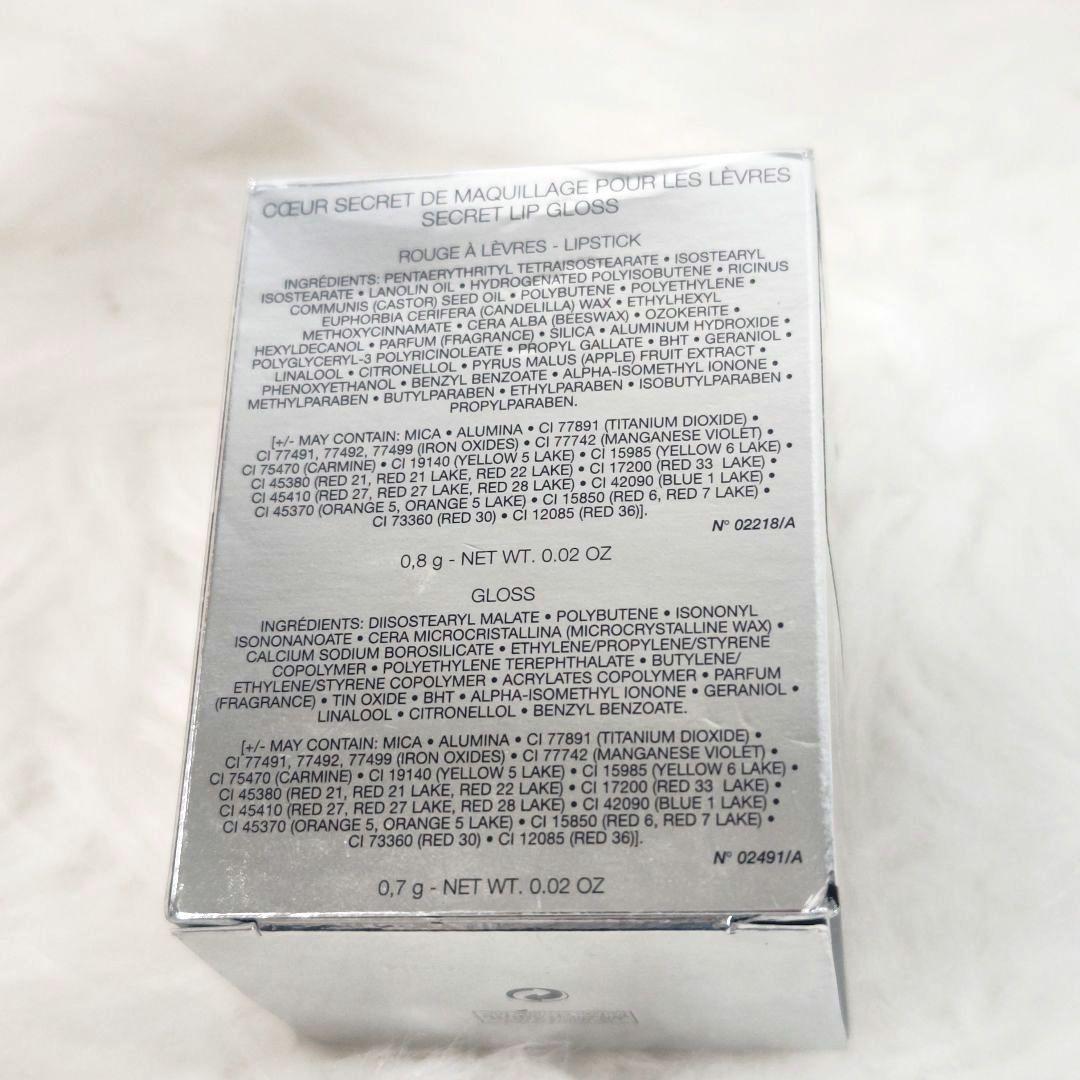 CŒUR SECRET DE MAQUILLAGE POUR LES LÈVRES
SECRET LIP GLOSS
ROUGE À LÈVRES - LIPSTICK
INGRÉDIENTS: PENTAERYTHRITYL TETRAISOSTEARATE • ISOSTEARYL
ISOSTEARATE • LANOLIN OIL • HYDROGENATED POLYISOBUTENE • RICINUS
COMMUNIS (CASTOR) SEED OIL • POLYBUTENE • POLYETHYLENE •
EUPHORBIA CERIFERA (CANDELILLA) WAX • ETHYLHEXYL
METHOXYCINNAMATE • CERA ALBA (BEESWAX) • OZOKERITE •
HEXYLDECANOL • PARFUM (FRAGRANCE) • SILICA • ALUMINUM HYDROXIDE •
POLYGLYCERYL-3 POLYRICINOLEATE • PROPYL GALLATE • BHT • GERANIOL •
LINALOOL • CITRONELLOL • PYRUS MALUS (APPLE) FRUIT EXTRACT •
PHENOXYETHANOL • BENZYL BENZOATE • ALPHA-ISOMETHYL IONONE •
METHYLPARABEN • BUTYLPARABEN • ETHYLPARABEN • ISOBUTYLPARABEN •
PROPYLPARABEN.
[+/- MAY CONTAIN: MICA • ALUMINA • CI 77891 (TITANIUM DIOXIDE) •
CI 77491, 77492, 77499 (IRON OXIDES) • CI 77742 (MANGANESE VIOLET) •
CI 75470 (CARMINE) • CI 19140 (YELLOW 5 LAKE) • CI 15985 (YELLOW 6 LAKE) •
CI 45380 (RED 21, RED 21 LAKE, RED 22 LAKE) • CI 17200 (RED 33 LAKE) •
CI 45410 (RED 27, RED 27 LAKE, RED 28 LAKE) • CI 42090 (BLUE 1 LAKE) •
CI 45370 (ORANGE 5, ORANGE 5 LAKE) • CI 15850 (RED 6, RED 7 LAKE) •
CI 73360 (RED 30) • CI 12085 (RED 36)].
N° 02218/A
0,8 g - NET WT. 0.02 OZ
GLOSS
INGRÉDIENTS: DIISOSTEARYL MALATE • POLYBUTENE • ISONONYL
ISONONANOATE • CERA MICROCRISTALLINA (MICROCRYSTALLINE WAX) •
CALCIUM SODIUM BOROSILICATE • ETHYLENE/PROPYLENE/STYRENE
COPOLYMER • POLYETHYLENE TEREPHTHALATE • BUTYLENE/
ETHYLENE/STYRENE COPOLYMER • ACRYLATES COPOLYMER • PARFUM
(FRAGRANCE) • TIN OXIDE • BHT • ALPHA-ISOMETHYL IONONE • GERANIOL •
LINALOOL • CITRONELLOL • BENZYL BENZOATE.
[+/- MAY CONTAIN: MICA • ALUMINA • CI 77891 (TITANIUM DIOXIDE) •
CI 77491, 77492, 77499 (IRON OXIDES) • CI 77742 (MANGANESE VIOLET) •
CI 75470 (CARMINE) • CI 19140 (YELLOW 5 LAKE) • CI 15985 (YELLOW 6 LAKE) •
CI 45380 (RED 21, RED 21 LAKE, RED 22 LAKE) • CI 17200 (RED 33 LAKE) •
CI 45410 (RED 27, RED 27 LAKE, RED 28 LAKE) • CI 42090 (BLUE 1 LAKE) •
CI 45370 (ORANGE 5, ORANGE 5 LAKE) • CI 15850 (RED 6, RED 7 LAKE) •
CI 73360 (RED 30) • CI 12085 (RED 36)].
N° 02491/A
0,7 g - NET WT. 0.02 OZ